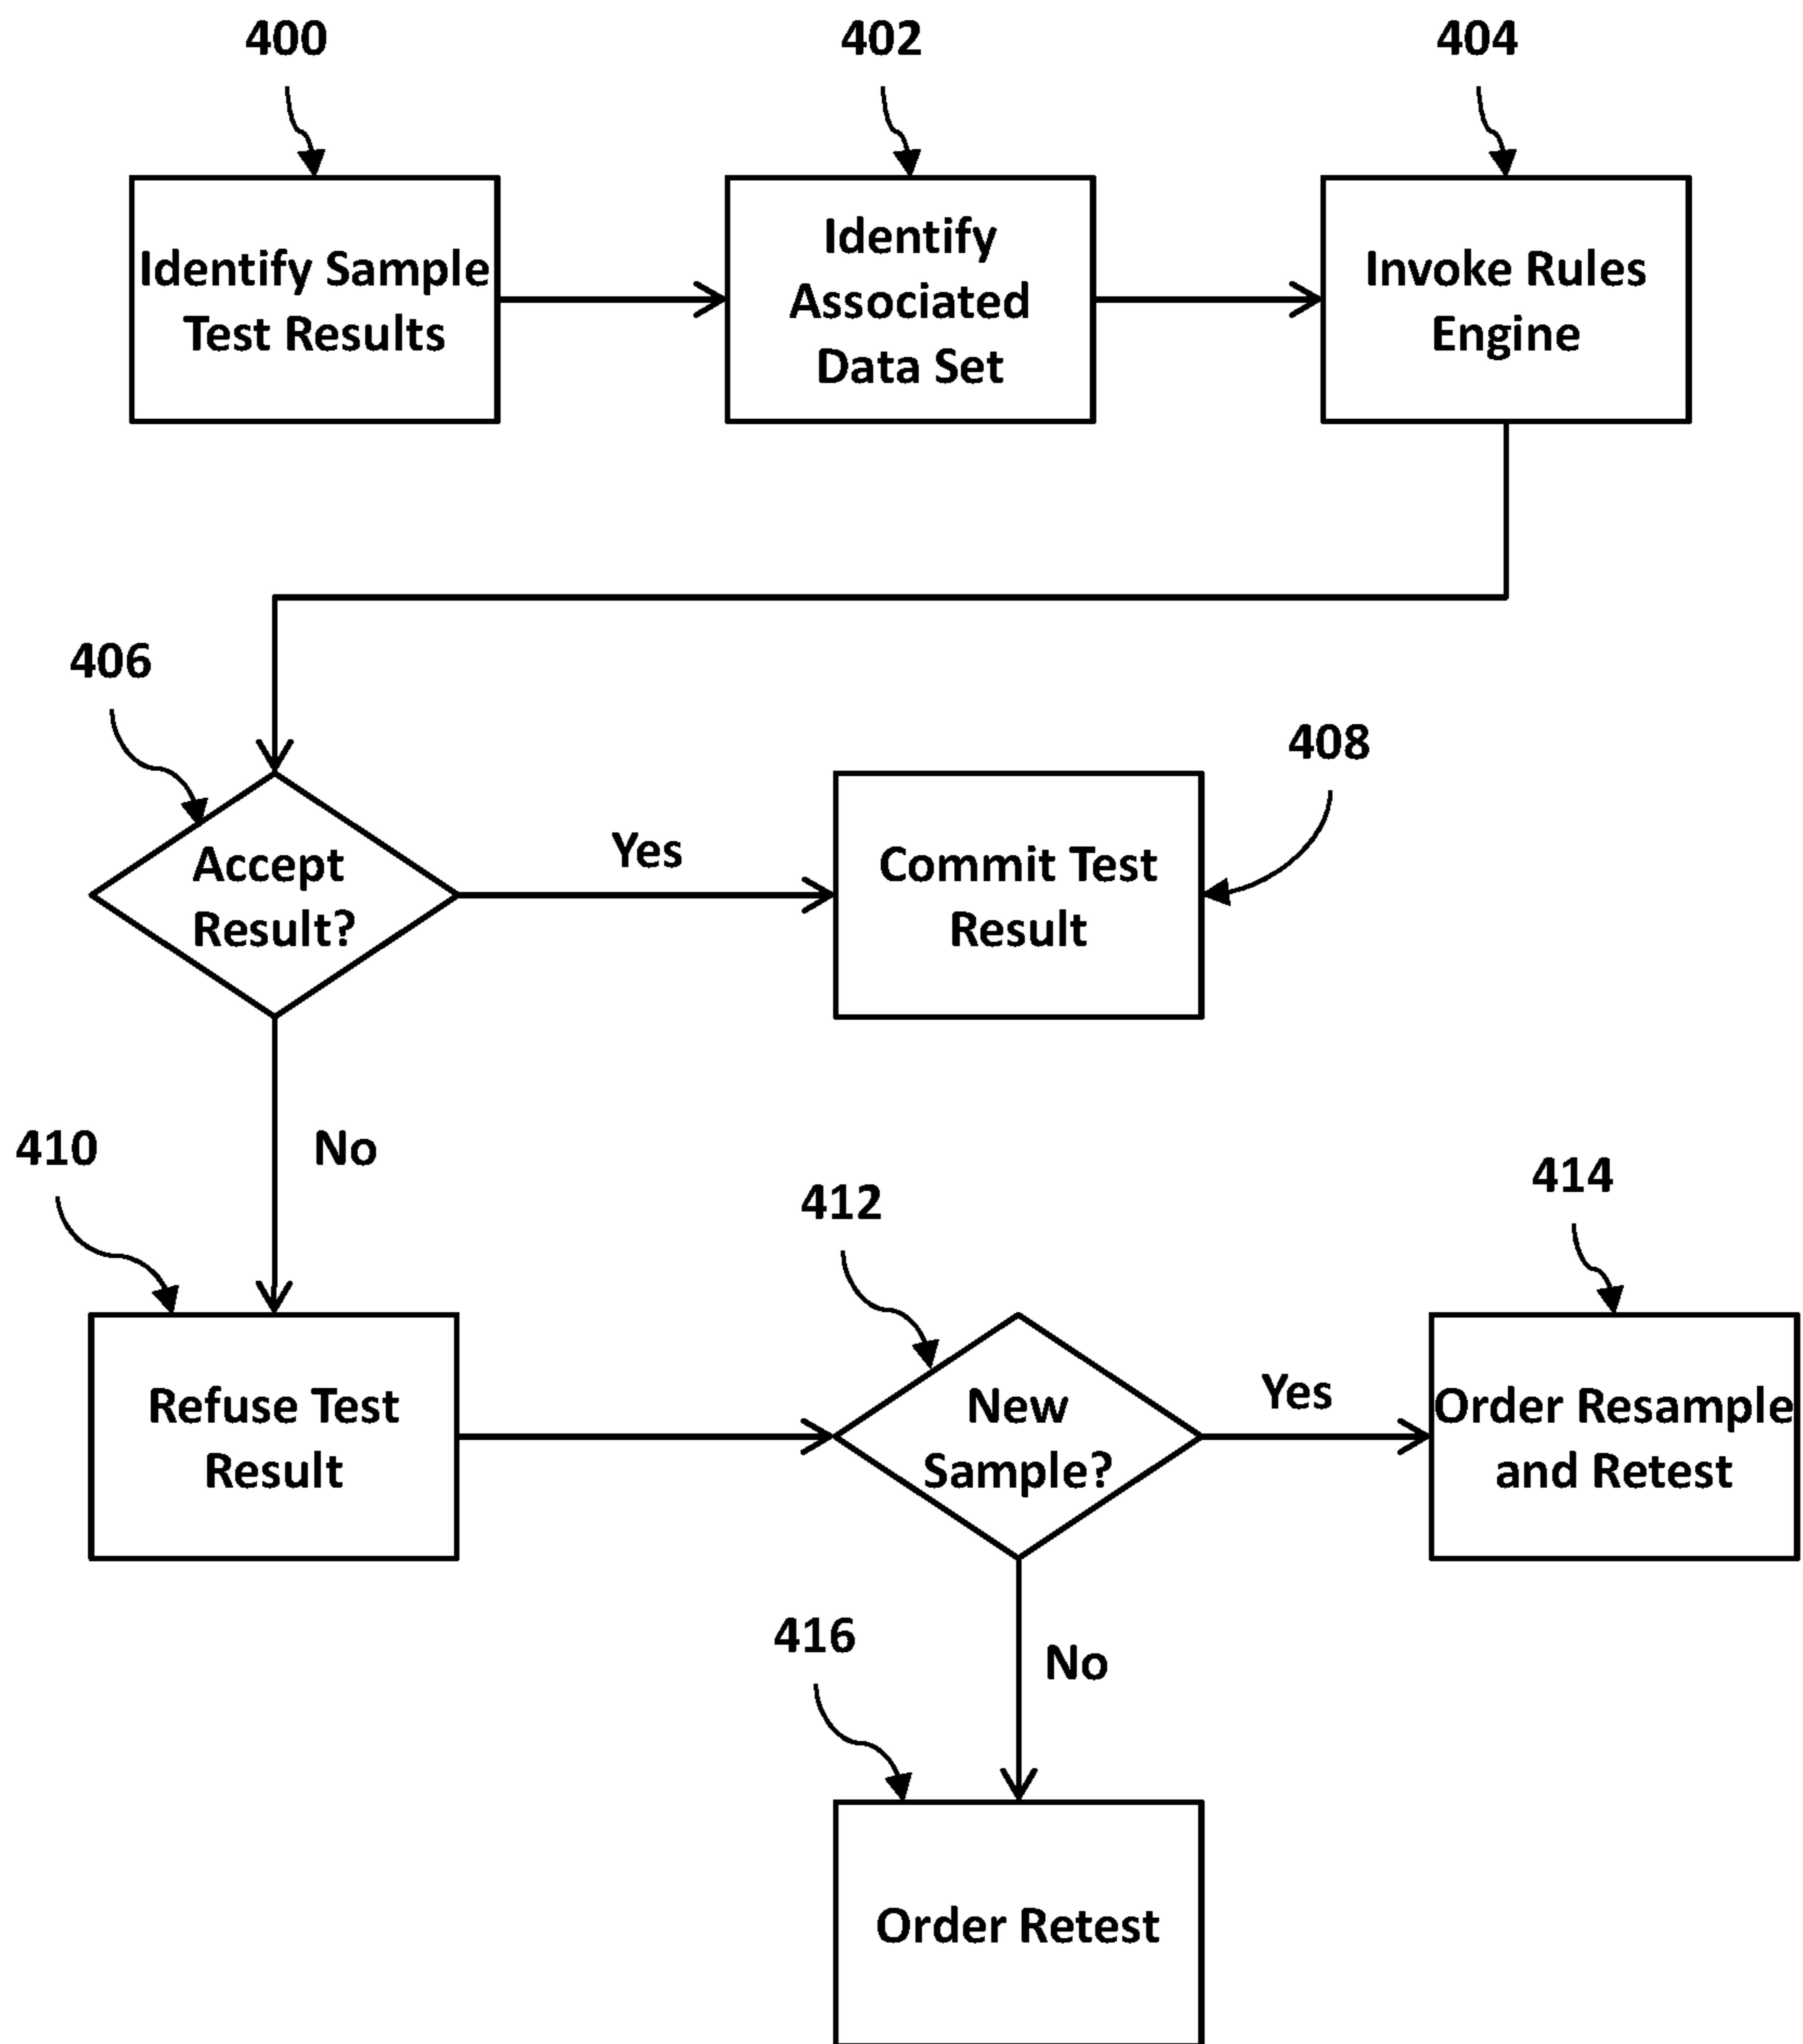 400
402
404
Identify Sample
Test Results
Identify
Associated
Data Set
Invoke Rules
Engine
406
408
Accept
Result?
Yes
Commit Test
Result
410
No
412
414
Refuse Test
Result
New
Sample?
Yes
Order Resample
and Retest
416
No
Order Retest